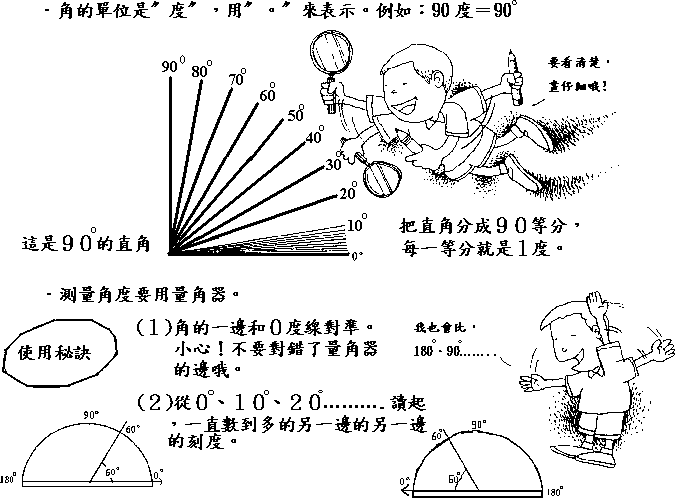 ‧角的單位是〞度〞，用〞。〞來表示。例如：90度＝90°
90°
80°
70°
60°
50°
40°
30°
20°
10°
0°
要看清楚，
畫仔細哦！
這是９０°的直角
把直角分成９０等分，
每一等分就是１度。
‧測量角度要用量角器。
使用秘訣
(１)角的一邊和０度線對準。
小心！不要對錯了量角器
的邊哦。
(２)從０°、１０°、２０°..........讀起
，一直數到多的另一邊的另一邊
的刻度。
我也會比，
180°、90°........
90°
60°
60°
180°
0°
60°
90°
60°
0°
180°